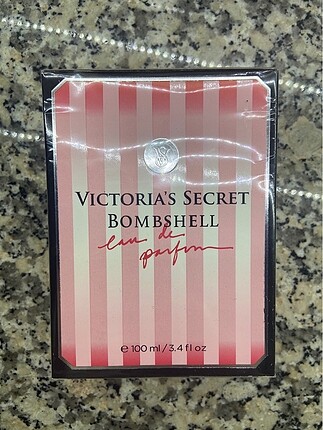 VICTORIA'S SECRET
BOMBSHELL
eau de
parfum
e 100 ml / 3.4 fl oz